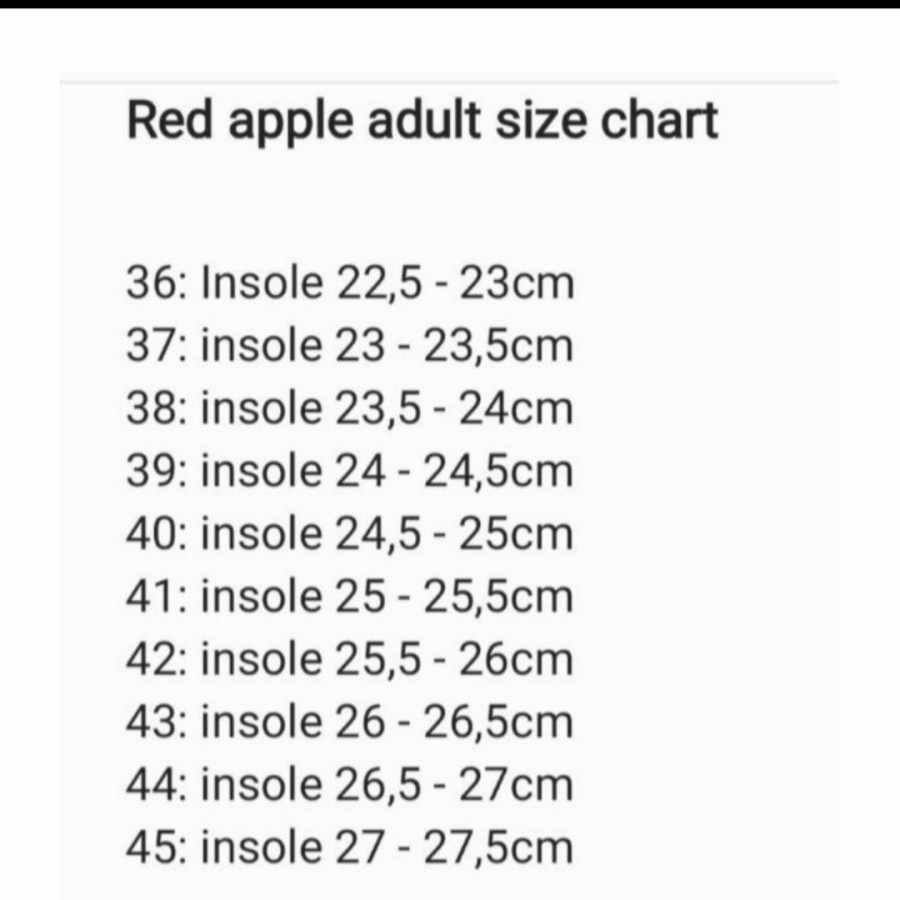 Red apple adult size chart
36: Insole 22,5 - 23cm
37: insole 23 - 23,5cm
38: insole 23,5 - 24cm
39: insole 24 - 24,5cm
40: insole 24,5 - 25cm
41: insole 25 - 25,5cm
42: insole 25,5 - 26cm
43: insole 26 - 26,5cm
44: insole 26,5 - 27cm
45: insole 27 - 27,5cm